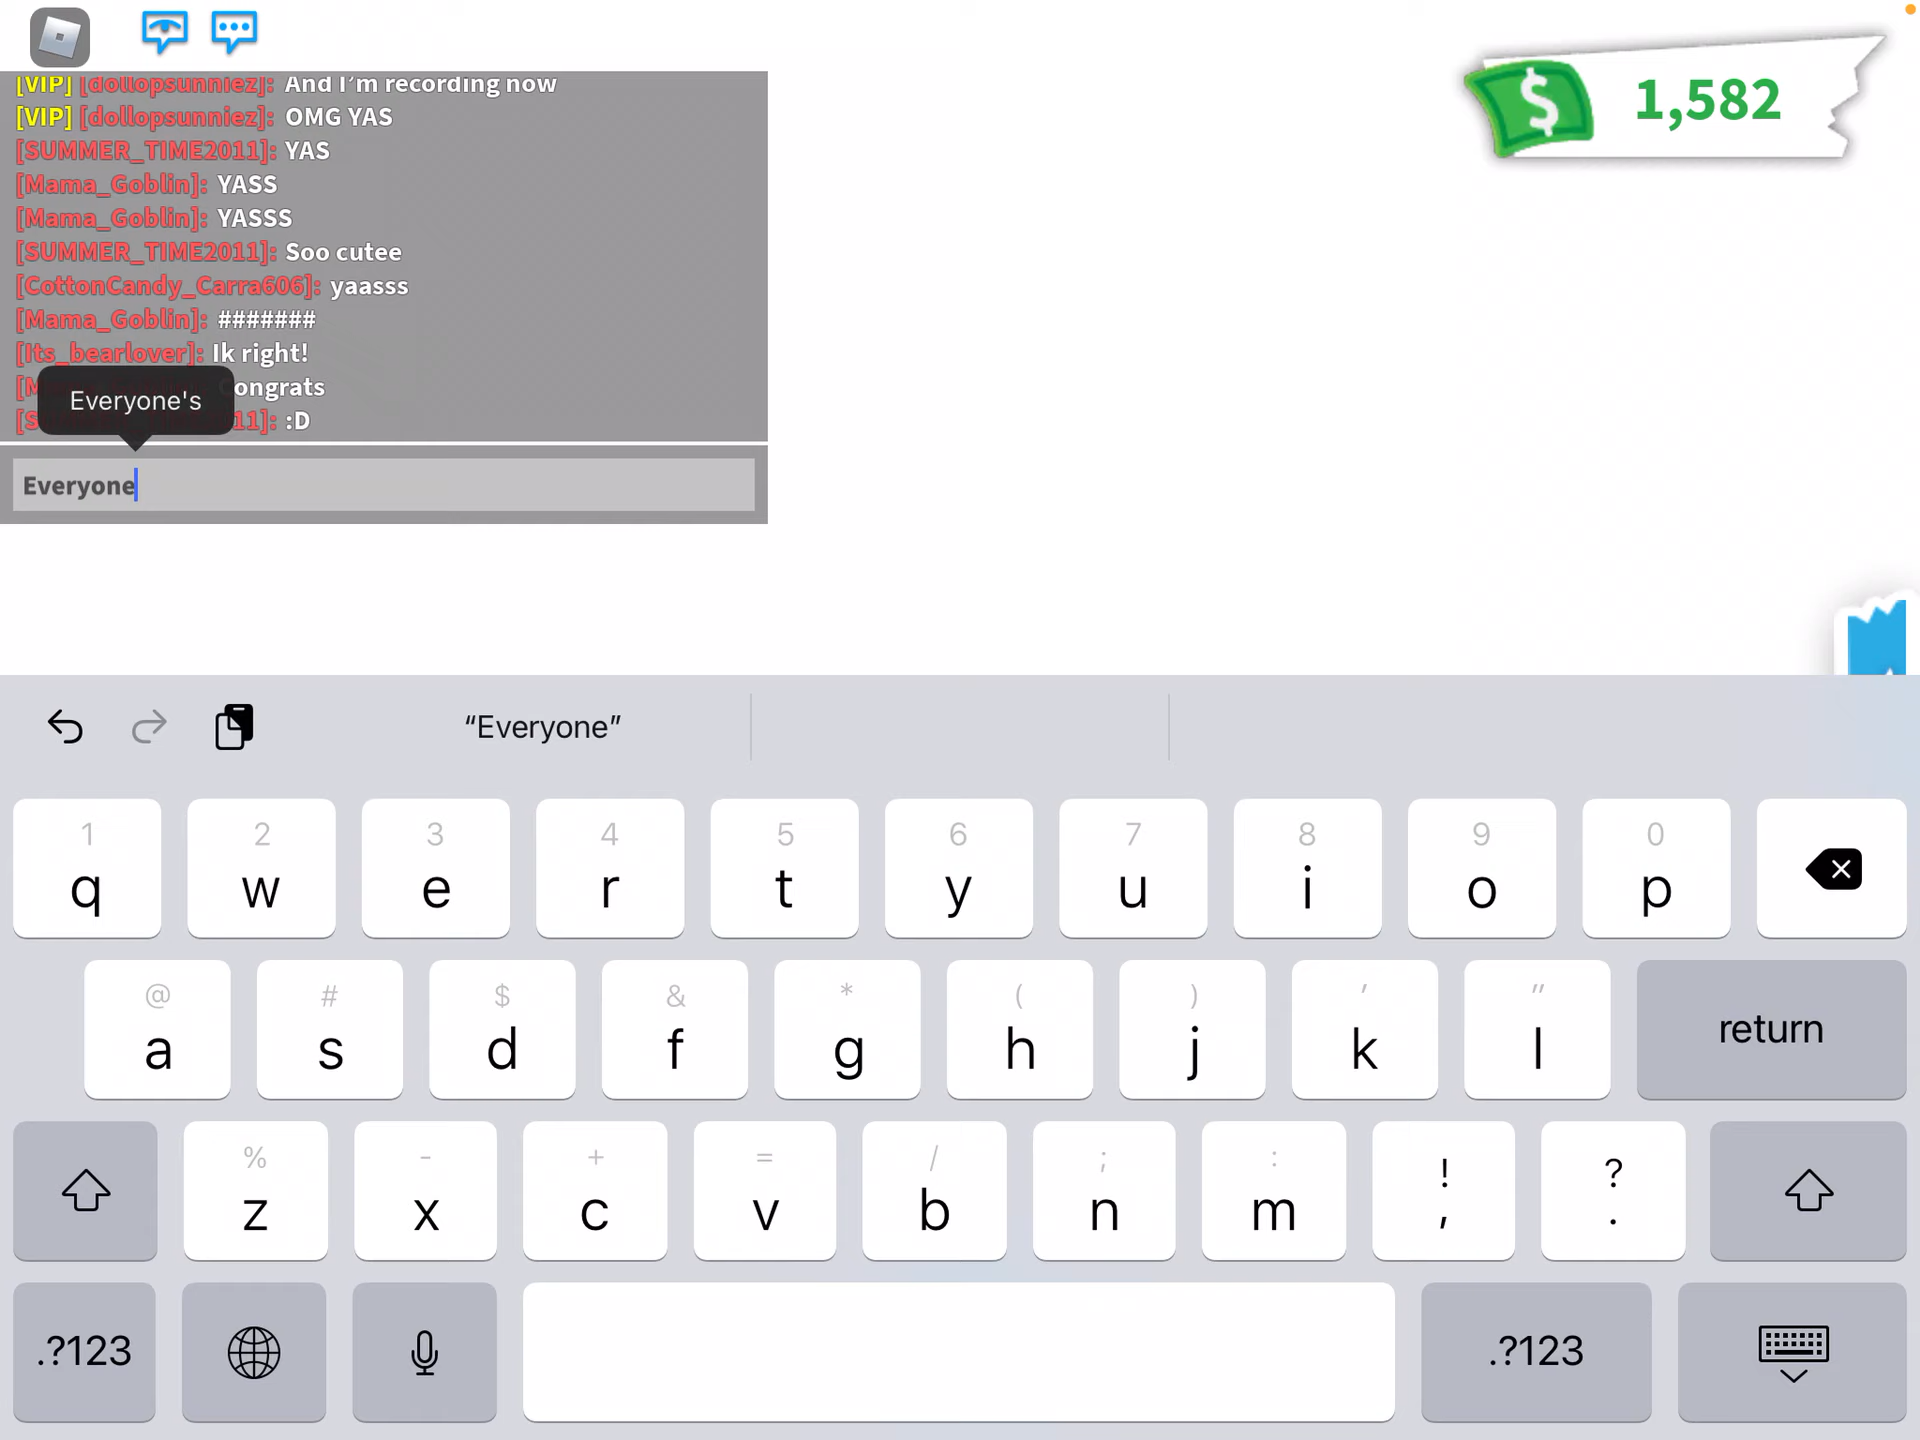 [VIP] [dollopsunniez]: And I'm recording now
[VIP] [dollopsunniez]: OMG YAS
[SUMMER_TIME2011]: YAS
[Mama_Goblin]: YASS
[Mama_Goblin]: YASSS
[SUMMER_TIME2011]: Soo cutee
[CottonCandy_Carra606]: yaasss
[Mama_Goblin]: #######
[Its_bearlover]: Ik right!
ongrats
11]: :D
Everyone's
Everyone
$ 1,582
“Everyone”
1 2 3 4 5 6 7 8 9 0
q w e r t y u i o p
@ # $ & * ( ) ' "
a s d f g h j k l return
% - + = / ; : ! ?
z x c v b n m , .
.?123 .?123